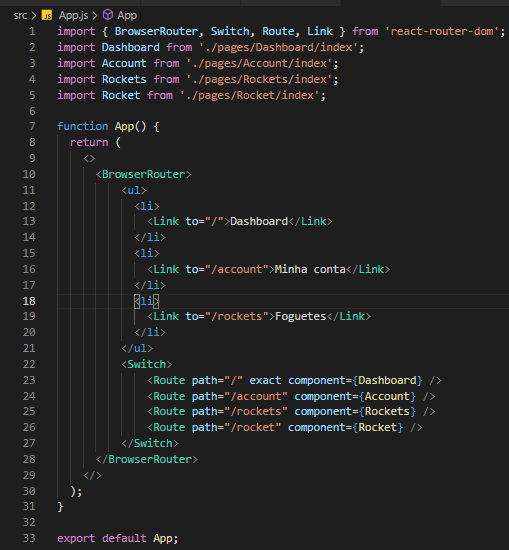 src > JS App.js > App
1 import { BrowserRouter, Switch, Route, Link } from 'react-router-dom';
2 import Dashboard from './pages/Dashboard/index';
3 import Account from './pages/Account/index';
4 import Rockets from './pages/Rockets/index';
5 import Rocket from './pages/Rocket/index';
6
7 function App() {
8   return (
9     <>
10       <BrowserRouter>
11           <ul>
12             <li>
13               <Link to="/">Dashboard</Link>
14             </li>
15             <li>
16               <Link to="/account">Minha conta</Link>
17             </li>
18             <li>
19               <Link to="/rockets">Foguetes</Link>
20             </li>
21           </ul>
22           <Switch>
23               <Route path="/" exact component={Dashboard} />
24               <Route path="/account" component={Account} />
25               <Route path="/rockets" component={Rockets} />
26               <Route path="/rocket" component={Rocket} />
27           </Switch>
28       </BrowserRouter>
29     </>
30   );
31 }
32
33 export default App;